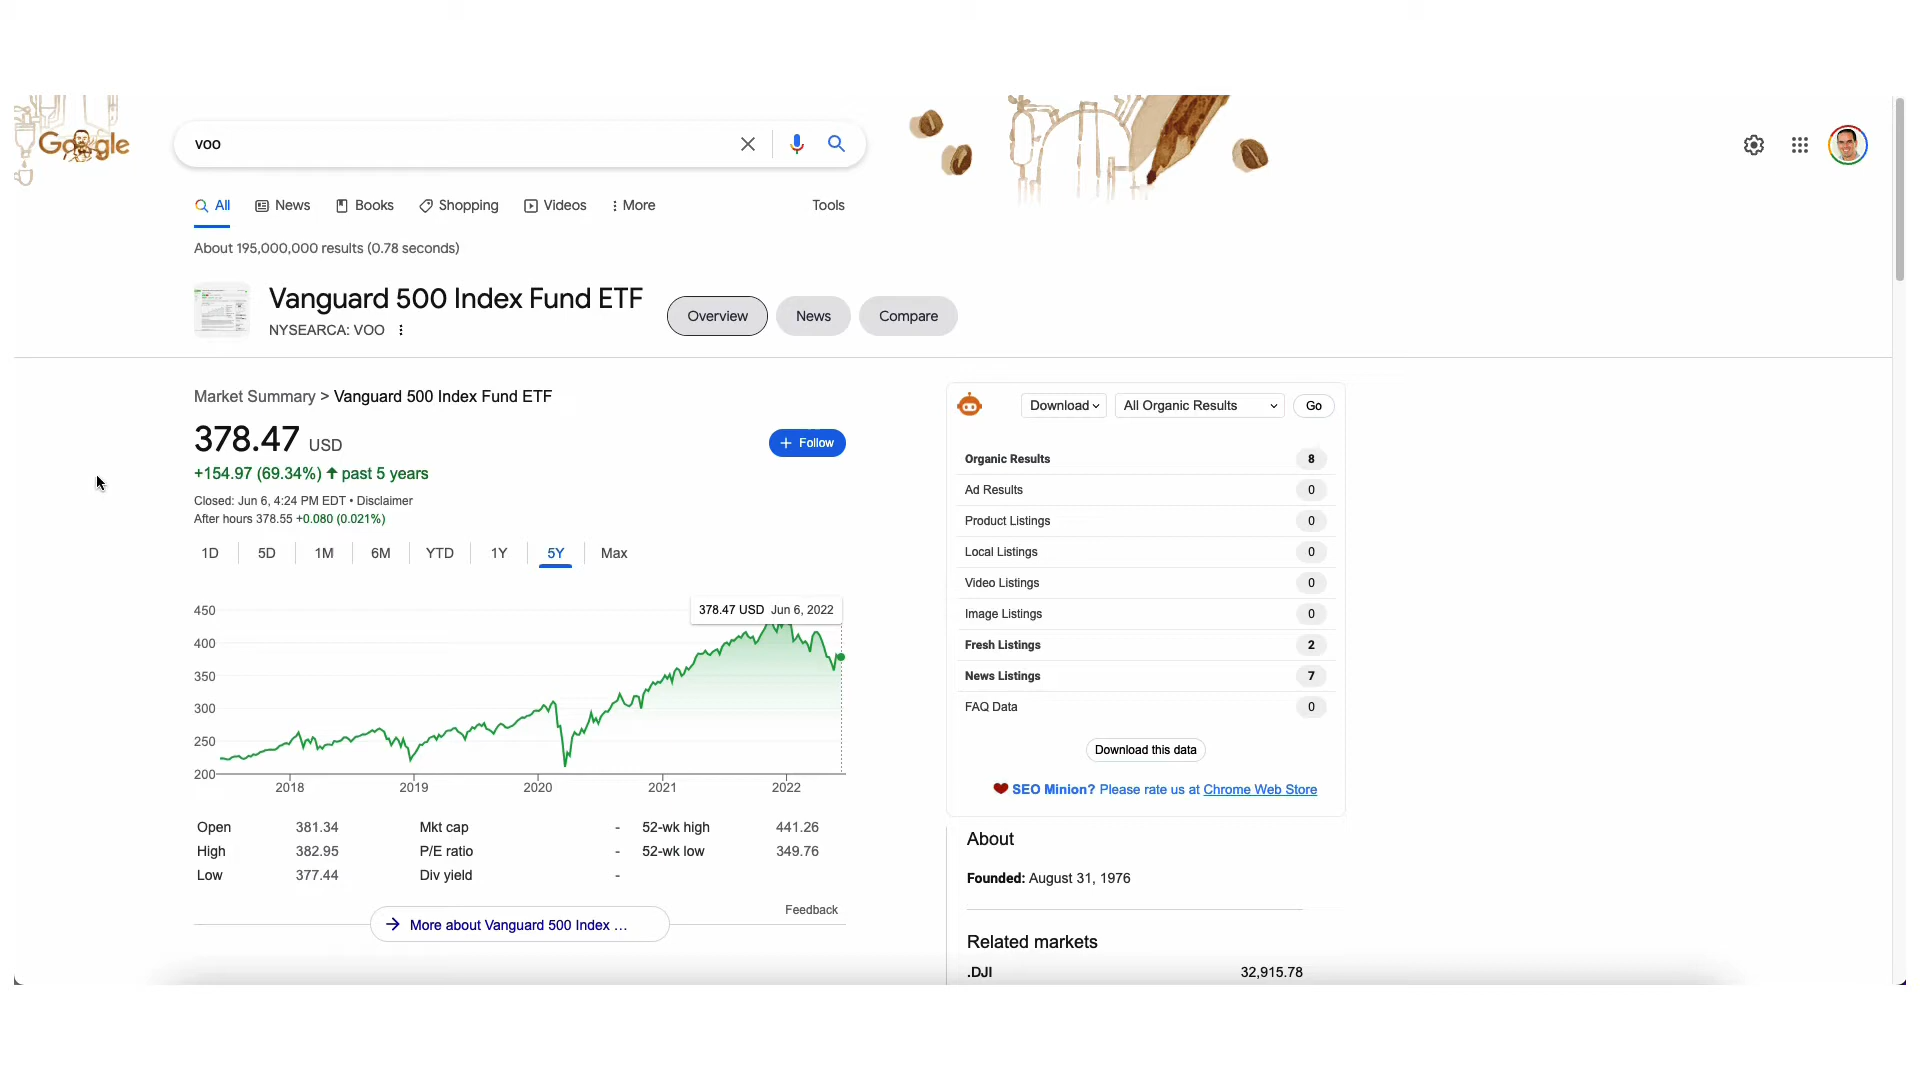 Google
voo
All
News
Books
Shopping
Videos
More
Tools
About 195,000,000 results (0.78 seconds)
Vanguard 500 Index Fund ETF
NYSEARCA: VOO
Overview
News
Compare
Market Summary > Vanguard 500 Index Fund ETF
378.47 USD
+ Follow
+154.97 (69.34%) ↑ past 5 years
Closed: Jun 6, 4:24 PM EDT • Disclaimer
After hours 378.55 +0.080 (0.021%)
1D 5D 1M 6M YTD 1Y 5Y Max
378.47 USD Jun 6, 2022
450
400
350
300
250
200
2018 2019 2020 2021 2022
Open 381.34 Mkt cap - 52-wk high 441.26
High 382.95 P/E ratio - 52-wk low 349.76
Low 377.44 Div yield -
Feedback
More about Vanguard 500 Index …
Download All Organic Results Go
Organic Results 8
Ad Results 0
Product Listings 0
Local Listings 0
Video Listings 0
Image Listings 0
Fresh Listings 2
News Listings 7
FAQ Data 0
Download this data
SEO Minion? Please rate us at Chrome Web Store
About
Founded: August 31, 1976
Related markets
.DJI 32,915.78